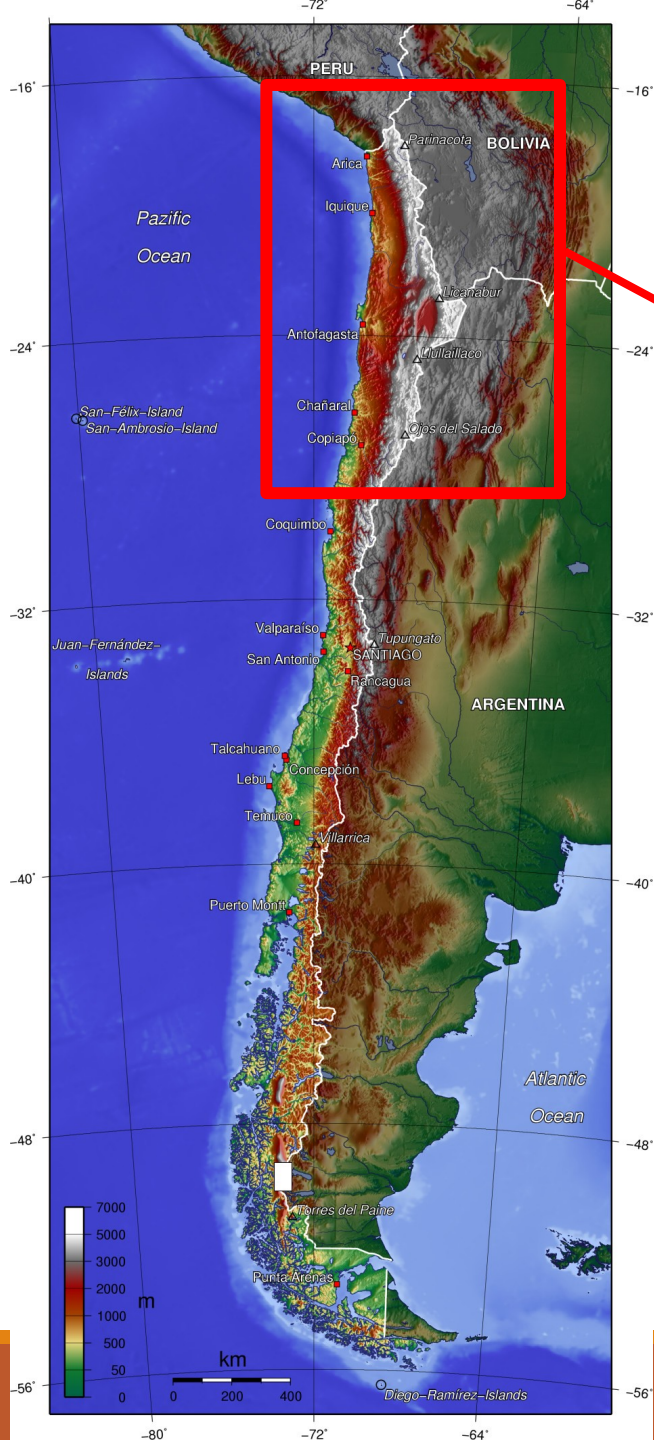 -72°
-64°
PERU
-16°
-16°
Parinacota
BOLIVIA
Arica
Iquique
Pazific
Ocean
Licanabur
Antofagasta
-24°
-24°
Llullaillaco
Chañaral
San-Félix-Island
San-Ambrosio-Island
Copiapo
Ojos del Salado
Coquimbo
-32°
-32°
Valparaíso
Tupungato
Juan-Fernández-
Islands
San Antonio
SANTIAGO
Rancagua
ARGENTINA
Talcahuano
Concepción
Lebu
Temuco
Villarrica
-40°
-40°
Puerto Montt
Atlantic
Ocean
-48°
-48°
7000
5000
3000
2000
1000
500
50
0
m
Torres del Paine
Punta Arenas
km
0 200 400
-56°
-56°
Diego-Ramírez-Islands
-80°
-72°
-64°